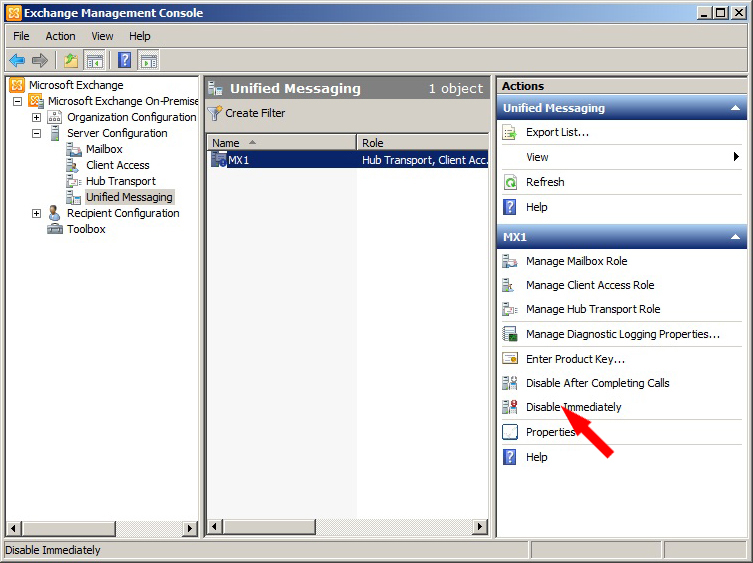 Exchange Management Console
File Action View Help
Microsoft Exchange
Microsoft Exchange On-Premise
Organization Configuration
Server Configuration
Mailbox
Client Access
Hub Transport
Unified Messaging
Recipient Configuration
Toolbox
Unified Messaging 1 object
Create Filter
Name Role
MX1 Hub Transport, Client Acc...
Actions
Unified Messaging
Export List...
View
Refresh
Help
MX1
Manage Mailbox Role
Manage Client Access Role
Manage Hub Transport Role
Manage Diagnostic Logging Properties...
Enter Product Key...
Disable After Completing Calls
Disable Immediately
Properties
Help
Disable Immediately